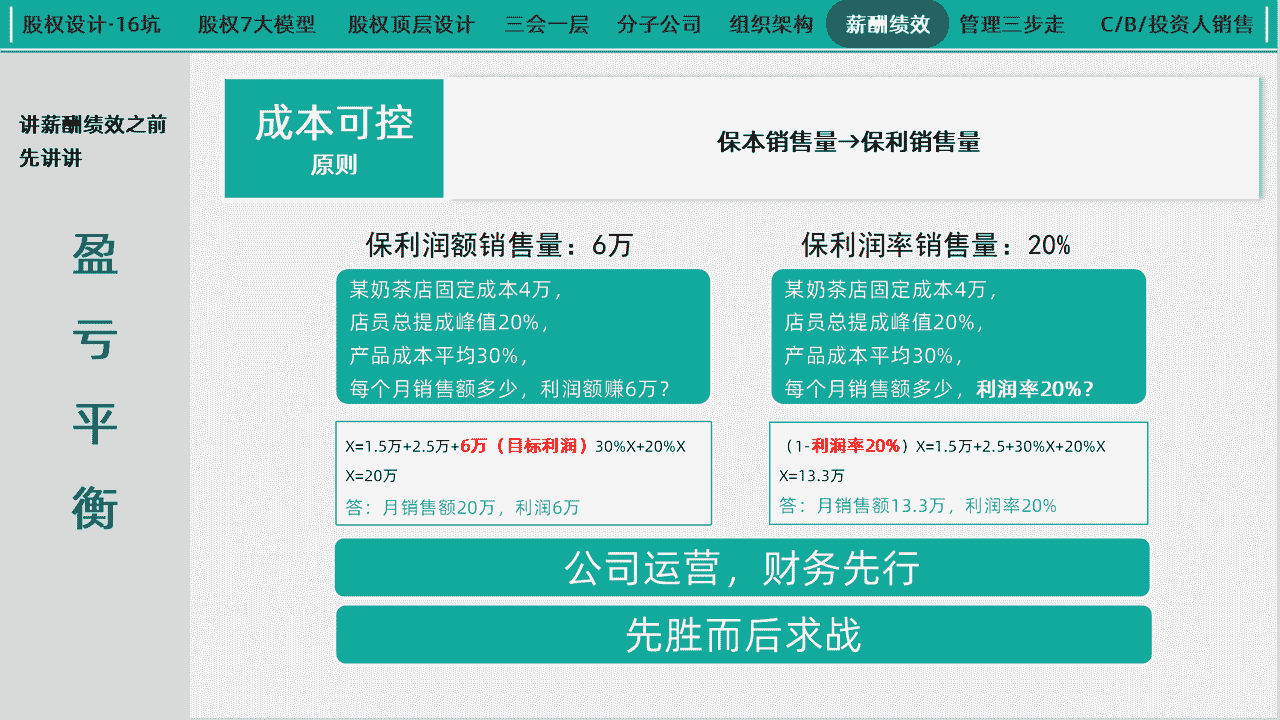 股权设计-16坑 股权7大模型 股权顶层设计 三会一层 分子公司 组织架构 薪酬绩效 管理三步走 C/B/投资人销售
讲薪酬绩效之前
先讲讲
盈
亏
平
衡
成本可控
原则
保本销售量→保利销售量
保利润额销售量：6万
某奶茶店固定成本4万，
店员总提成峰值20%，
产品成本平均30%，
每个月销售额多少，利润额赚6万？
X=1.5万+2.5万+6万（目标利润）30%X+20%X
X=20万
答：月销售额20万，利润6万
保利润率销售量：20%
某奶茶店固定成本4万，
店员总提成峰值20%，
产品成本平均30%，
每个月销售额多少，利润率20%？
（1-利润率20%）X=1.5万+2.5+30%X+20%X
X=13.3万
答：月销售额13.3万，利润率20%
公司运营，财务先行
先胜而后求战